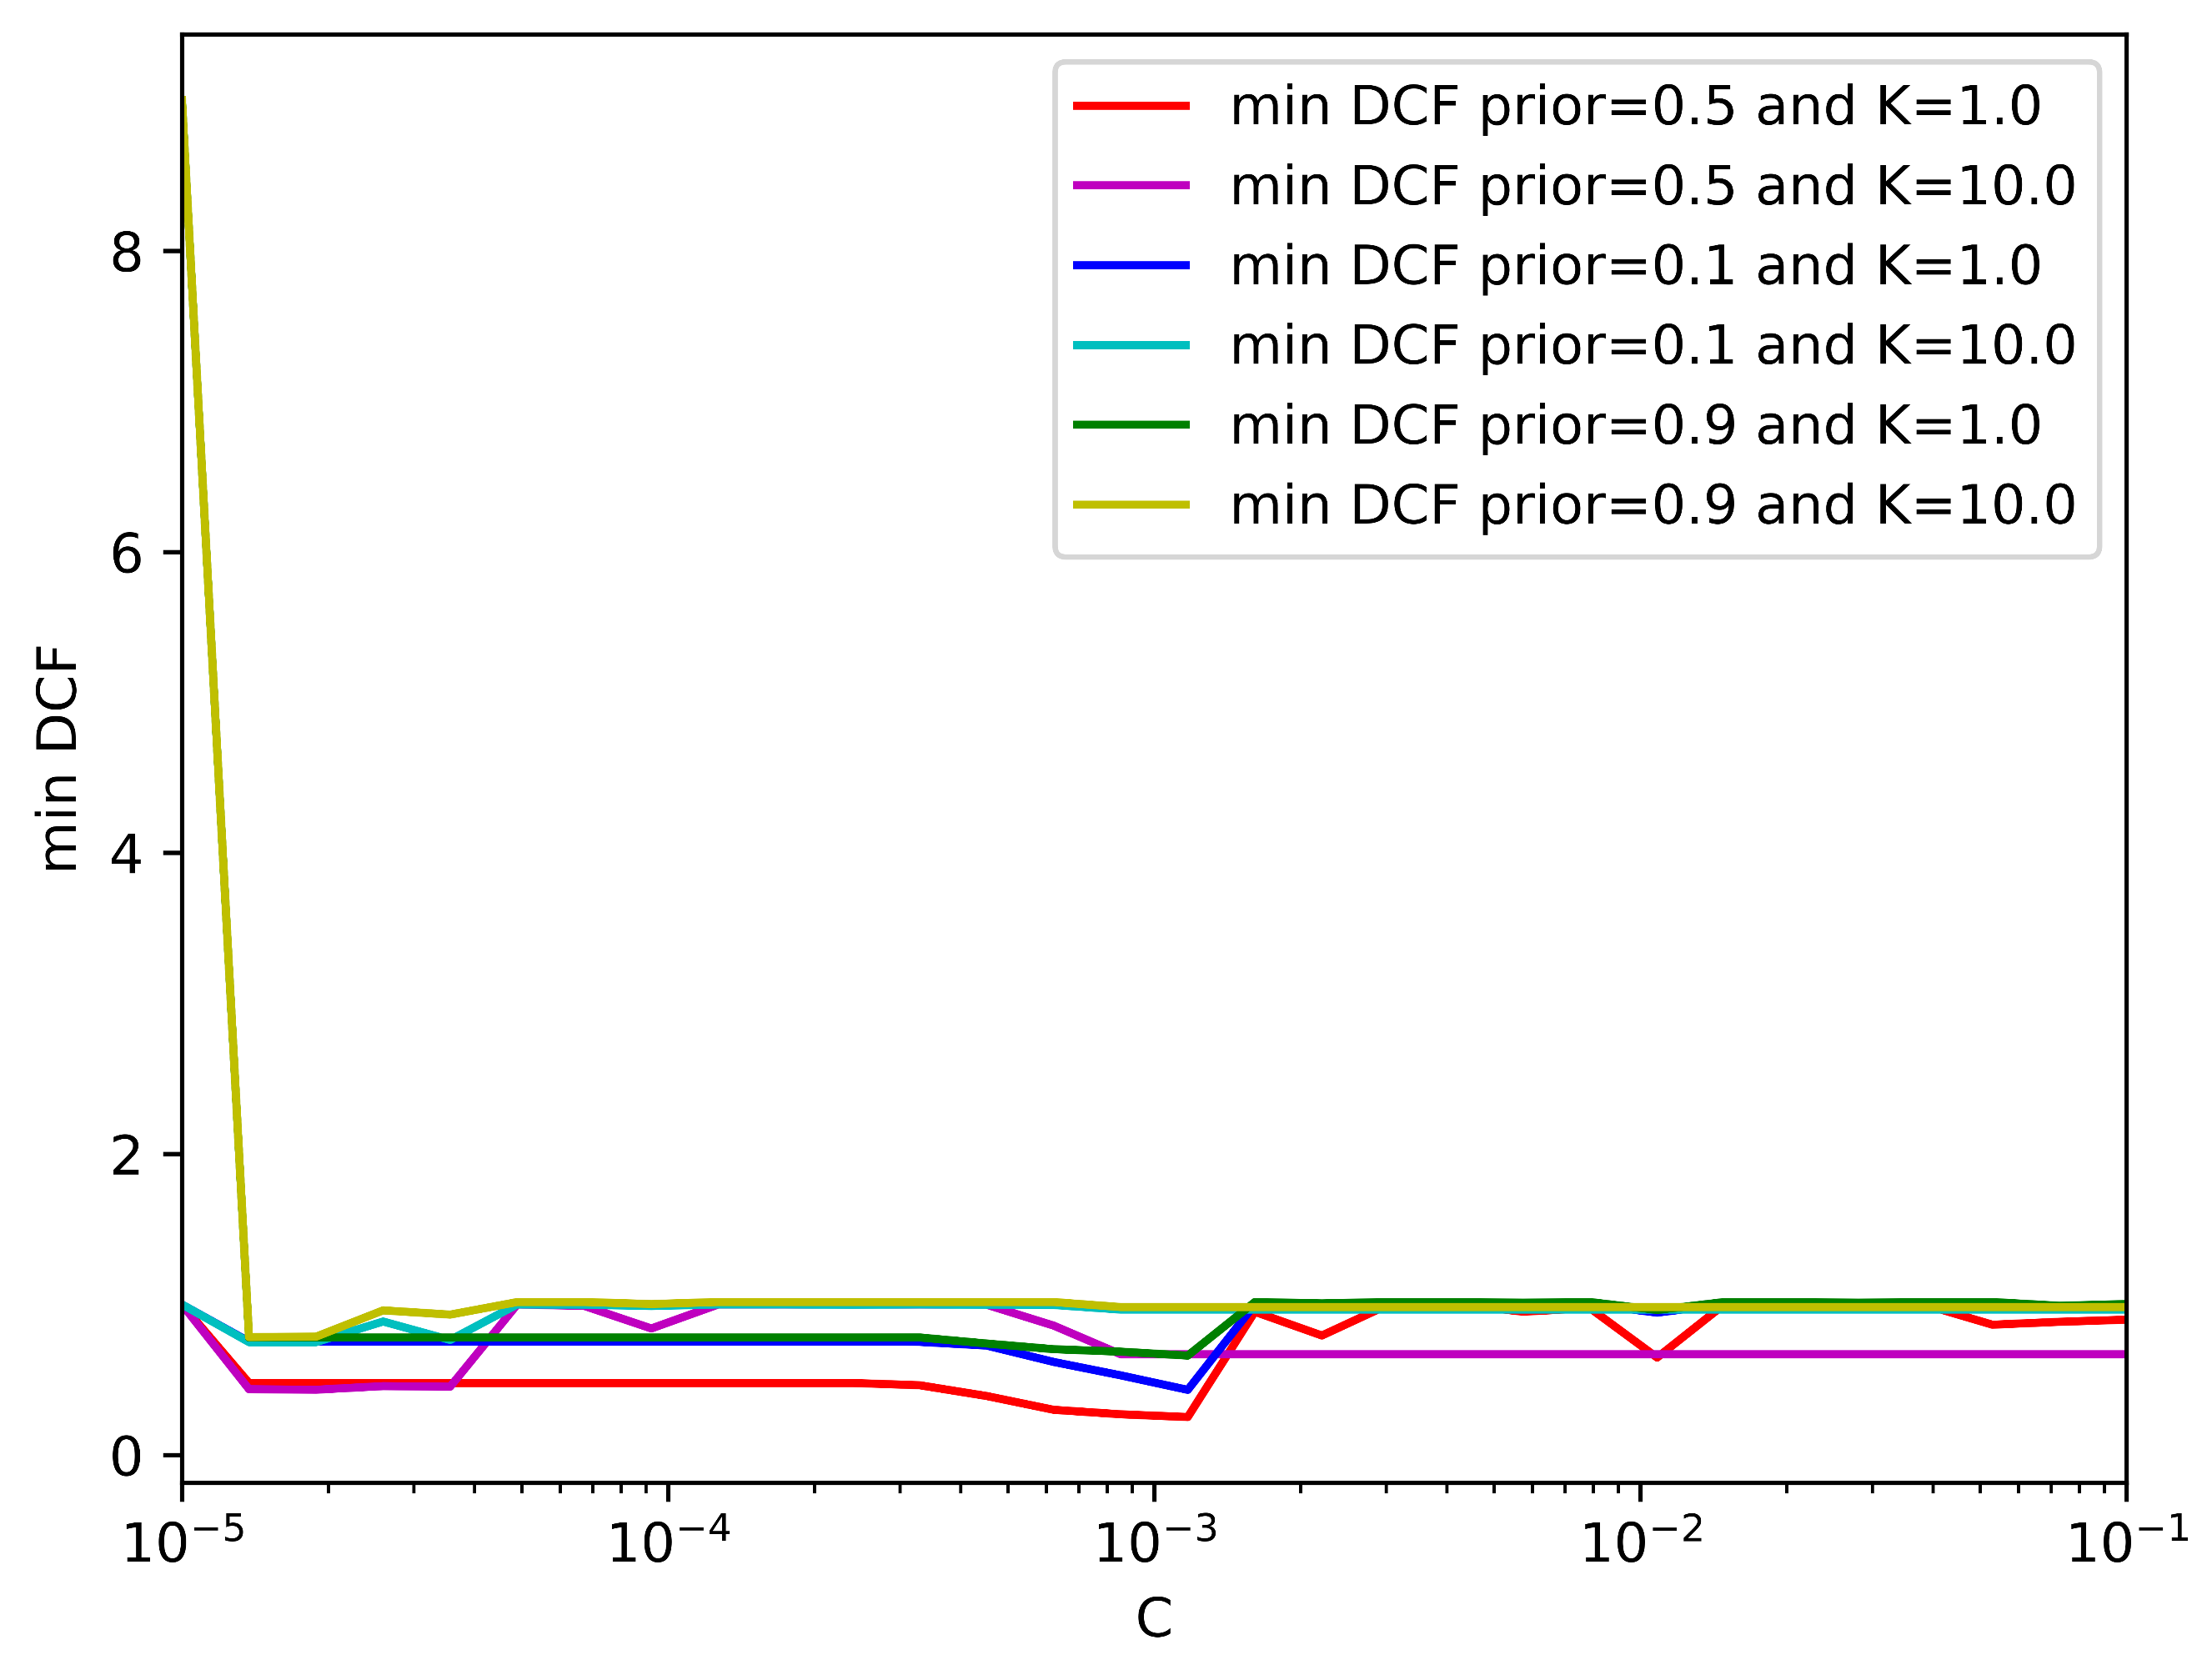 min DCF prior=0.5 and K=1.0
min DCF prior=0.5 and K=10.0
min DCF prior=0.1 and K=1.0
min DCF prior=0.1 and K=10.0
min DCF prior=0.9 and K=1.0
min DCF prior=0.9 and K=10.0
8
6
4
2
0
min DCF
10⁻⁵ 10⁻⁴ 10⁻³ 10⁻² 10⁻¹
C